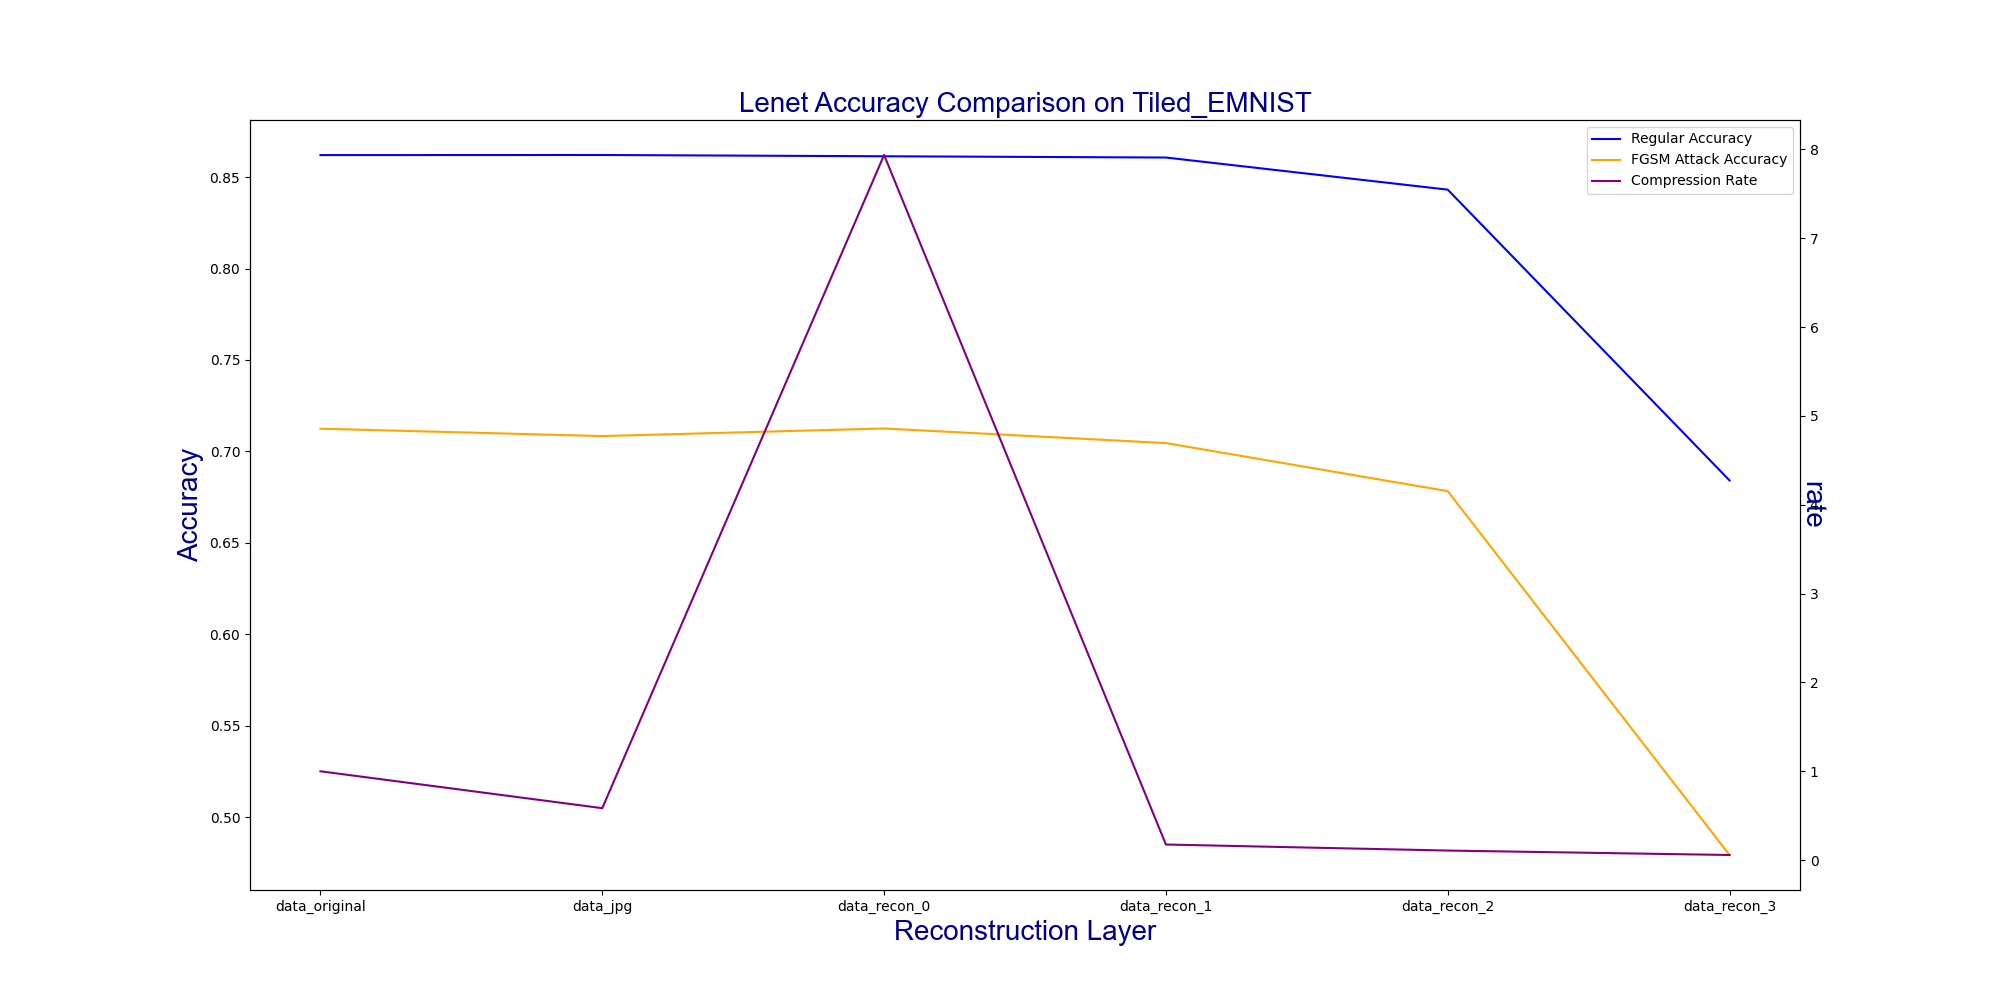 Lenet Accuracy Comparison on Tiled_EMNIST
Regular Accuracy
FGSM Attack Accuracy
Compression Rate
Accuracy
0.85
0.80
0.75
0.70
0.65
0.60
0.55
0.50
8
7
6
5
4
3
2
1
0
rate
data_original
data_jpg
data_recon_0
data_recon_1
data_recon_2
data_recon_3
Reconstruction Layer